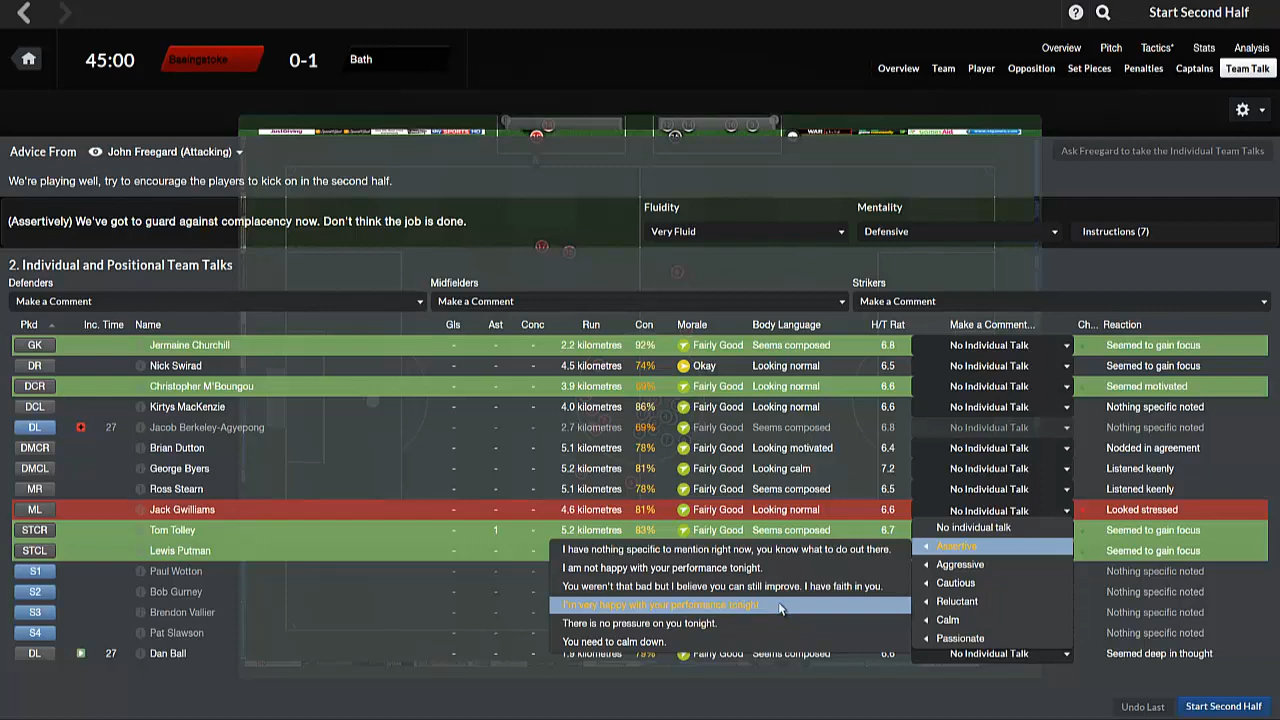 Start Second Half
45:00 Basingstoke 0-1 Bath
Overview Pitch Tactics* Stats Analysis
Overview Team Player Opposition Set Pieces Penalties Captains Team Talk
Advice From John Freegard (Attacking) Ask Freegard to take the Individual Team Talks
We're playing well, try to encourage the players to kick on in the second half.
Fluidity Mentality
(Assertively) We've got to guard against complacency now. Don't think the job is done.
Very Fluid Defensive Instructions (7)
2. Individual and Positional Team Talks
Defenders Midfielders Strikers
Make a Comment Make a Comment Make a Comment
Pkd Inc. Time Name Gls Ast Conc Run Con Morale Body Language H/T Rat Make a Comment... Ch... Reaction
GK Jermaine Churchill - - - 2.2 kilometres 92% Fairly Good Seems composed 6.8 No Individual Talk Seemed to gain focus
DR Nick Swirad - - - 4.5 kilometres 74% Okay Looking normal 6.5 No Individual Talk Seemed to gain focus
DCR Christopher M'Boungou - - - 3.9 kilometres Fairly Good Looking normal 6.6 No Individual Talk Seemed motivated
DCL Kirtys MacKenzie - - - 4.0 kilometres 86% Fairly Good Looking normal 6.6 No Individual Talk Nothing specific noted
DL 27 Jacob Berkeley-Agyepong - - - 2.7 kilometres 69% Fairly Good Seems composed 6.8 No Individual Talk Nothing specific noted
DMCR Brian Dutton - - - 5.1 kilometres 78% Fairly Good Looking motivated 6.4 No Individual Talk Nodded in agreement
DMCL George Byers - - - 5.2 kilometres 81% Fairly Good Looking calm 7.2 No Individual Talk Listened keenly
MR Ross Stearn - - - 5.1 kilometres 78% Fairly Good Seems composed 6.5 No Individual Talk Listened keenly
ML Jack Gwilliams - - - 4.6 kilometres 81% Fairly Good Looking normal 6.6 No Individual Talk Looked stressed
STCR Tom Tolley - 1 - 5.2 kilometres 83% Fairly Good Seems composed 6.7 No individual talk Seemed to gain focus
STCL Lewis Putman I have nothing specific to mention right now, you know what to do out there. Assertive Seemed to gain focus
S1 Paul Wotton I am not happy with your performance tonight. Aggressive Nothing specific noted
S2 Bob Gurney You weren't that bad but I believe you can still improve. I have faith in you. Cautious Nothing specific noted
S3 Brendon Vallier I'm very happy with your performance tonight. Reluctant Nothing specific noted
S4 Pat Slawson There is no pressure on you tonight. Calm Nothing specific noted
You need to calm down. Passionate
DL 27 Dan Ball - - - 1.9 kilometres 79% Fairly Good Seems composed 6.6 No Individual Talk Seemed deep in thought
Undo Last Start Second Half